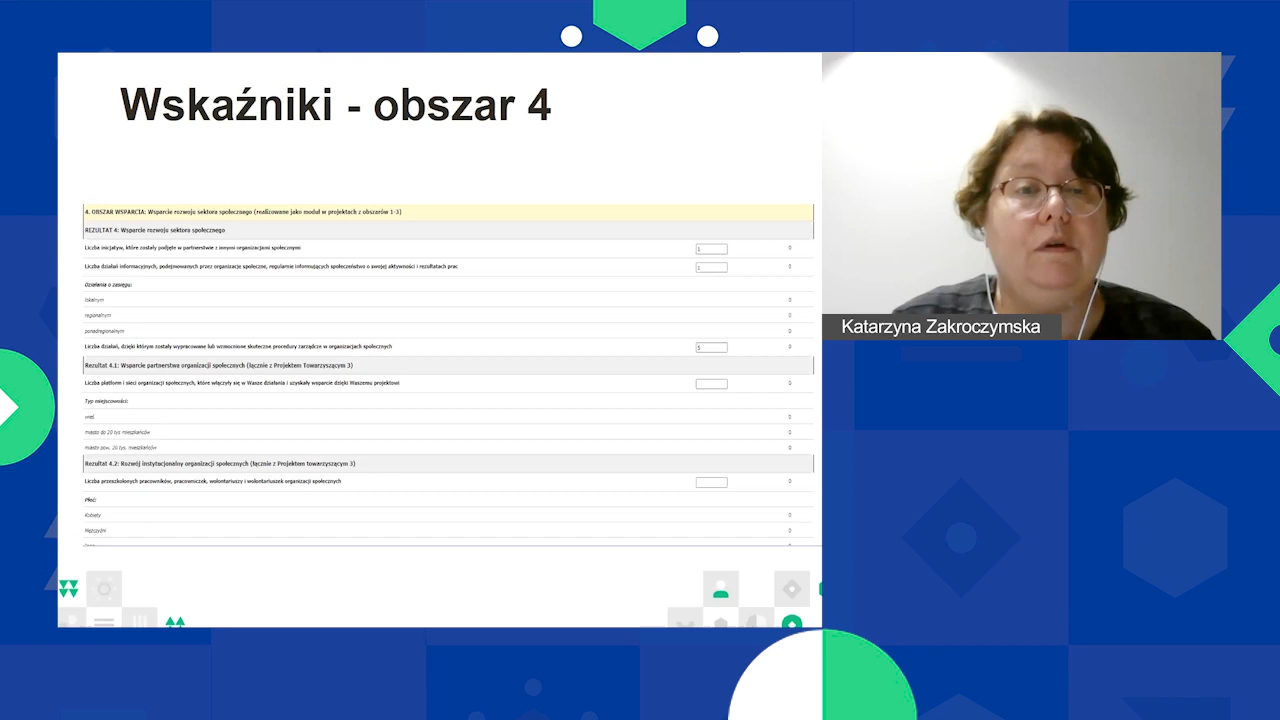 Wskaźniki - obszar 4
4. OBSZAR WSPARCIA: Wsparcie rozwoju sektora społecznego (realizowane jako moduł w projektach z obszarów 1-3)
REZULTAT 4: Wsparcie rozwoju sektora społecznego
Liczba inicjatyw, które zostały podjęte w partnerstwie z innymi organizacjami społecznymi 1 0
Liczba działań informacyjnych, podejmowanych przez organizacje społeczne, regularnie informujących społeczeństwo o swojej aktywności i rezultatach prac 1 0
Działania o zasięgu:
lokalnym 0
regionalnym 0
ponadregionalnym 0
Liczba działań, dzięki którym zostały wypracowane lub wzmocnione skuteczne procedury zarządcze w organizacjach społecznych 0
Rezultat 4.1: Wsparcie partnerstwa organizacji społecznych (łącznie z Projektem Towarzyszącym 3)
Liczba platform i sieci organizacji społecznych, które włączyły się w Wasze działania i uzyskały wsparcie dzięki Waszemu projektowi 0
Typ miejscowości:
wieś 0
miasto do 20 tys mieszkańców 0
miasto pow. 20 tys. mieszkańców 0
Rezultat 4.2: Rozwój instytucjonalny organizacji społecznych (łącznie z Projektem towarzyszącym 3)
Liczba przeszkolonych pracowników, pracowniczek, wolontariuszy i wolontariuszek organizacji społecznych 0
Płeć:
Kobiety 0
Mężczyźni 0
Katarzyna Zakroczymska